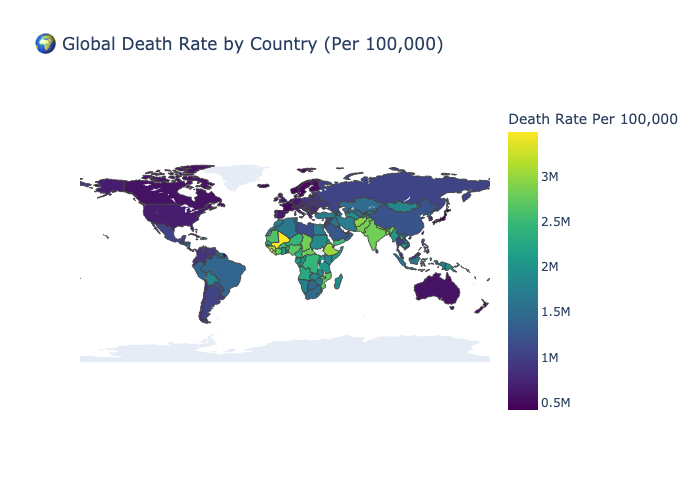 🌍 Global Death Rate by Country (Per 100,000)
Death Rate Per 100,000
3M
2.5M
2M
1.5M
1M
0.5M